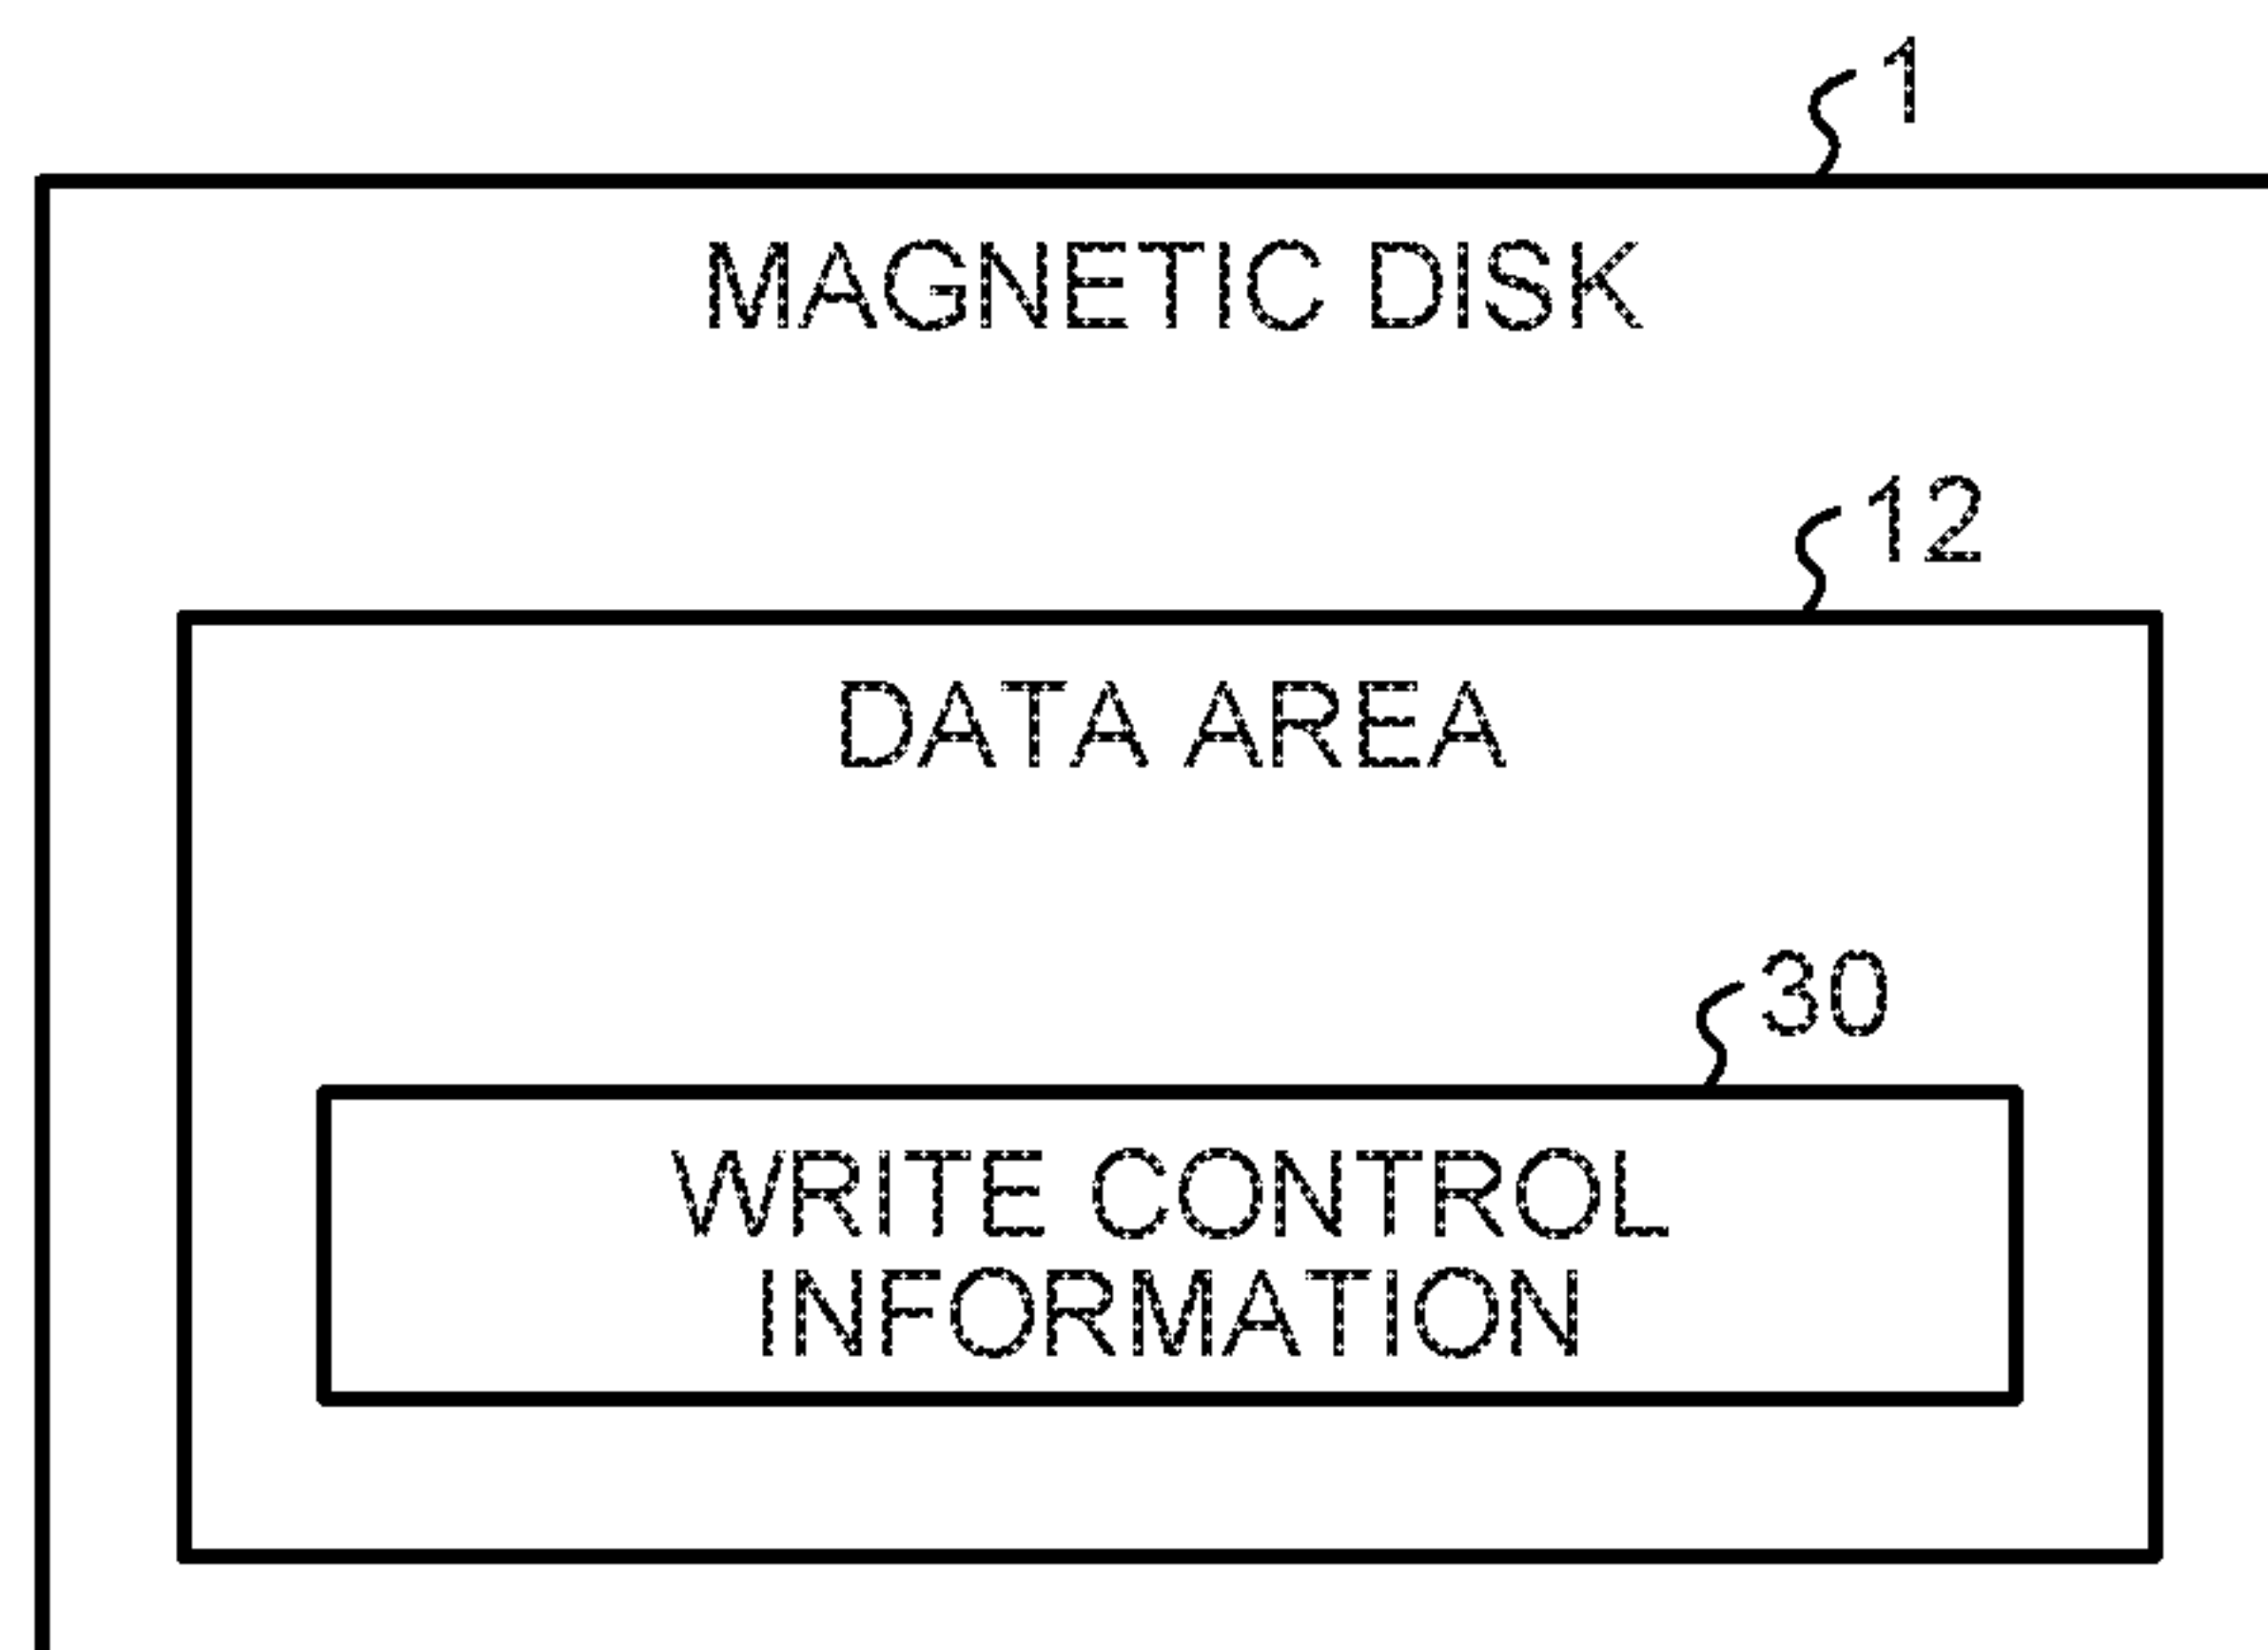 1
MAGNETIC DISK
12
DATA AREA
30
WRITE CONTROL
INFORMATION